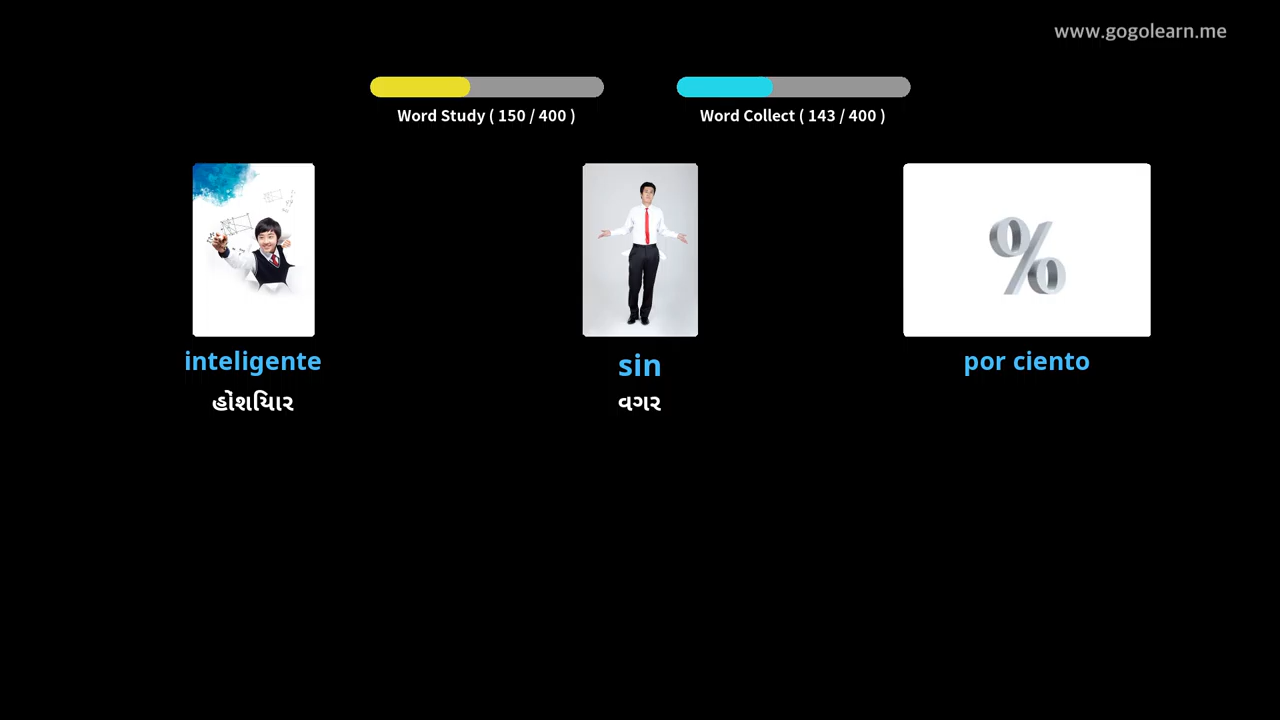 www.gogolearn.me
Word Study ( 150 / 400 )
Word Collect ( 143 / 400 )
%
inteligente
sin
por ciento
હોશિયાર
વગર